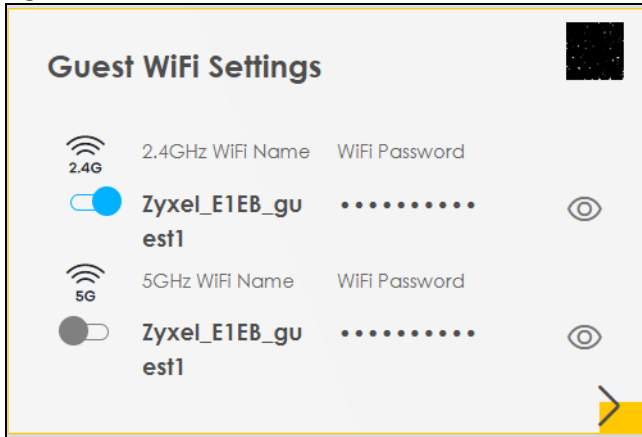 Guest WiFi Settings
2.4GHz WiFi Name WiFi Password
2.4G
Zyxel_E1EB_gu ••••••••••
est1
5GHz WiFi Name WiFi Password
5G
Zyxel_E1EB_gu ••••••••••
est1